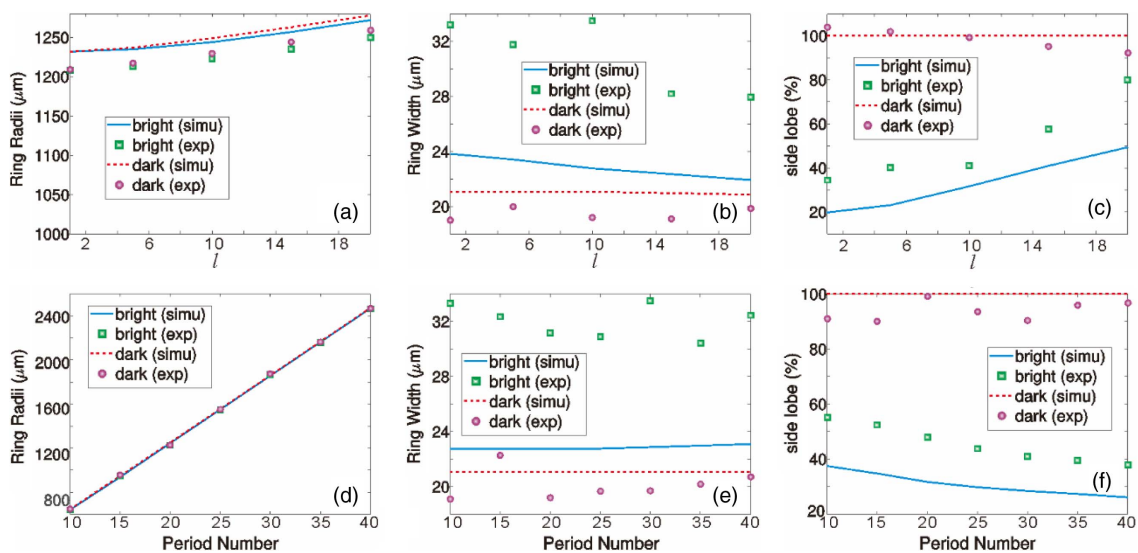 1250
1200
1150
1100
1050
1000
Ring Radii (μm)
bright (simu)
bright (exp)
dark (simu)
dark (exp)
(a)
2 6 10 14 18
l
32
28
24
20
Ring Width (μm)
bright (simu)
bright (exp)
dark (simu)
dark (exp)
(b)
2 6 10 14 18
l
100
80
60
40
20
side lobe (%)
bright (simu)
bright (exp)
dark (simu)
dark (exp)
(c)
2 6 10 14 18
l
2400
2000
1600
1200
800
Ring Radii (μm)
bright (simu)
bright (exp)
dark (simu)
dark (exp)
(d)
10 15 20 25 30 35 40
Period Number
36
32
28
24
20
Ring Width (μm)
bright (simu)
bright (exp)
dark (simu)
dark (exp)
(e)
10 15 20 25 30 35 40
Period Number
100
80
60
40
20
side lobe (%)
bright (simu)
bright (exp)
dark (simu)
dark (exp)
(f)
10 15 20 25 30 35 40
Period Number